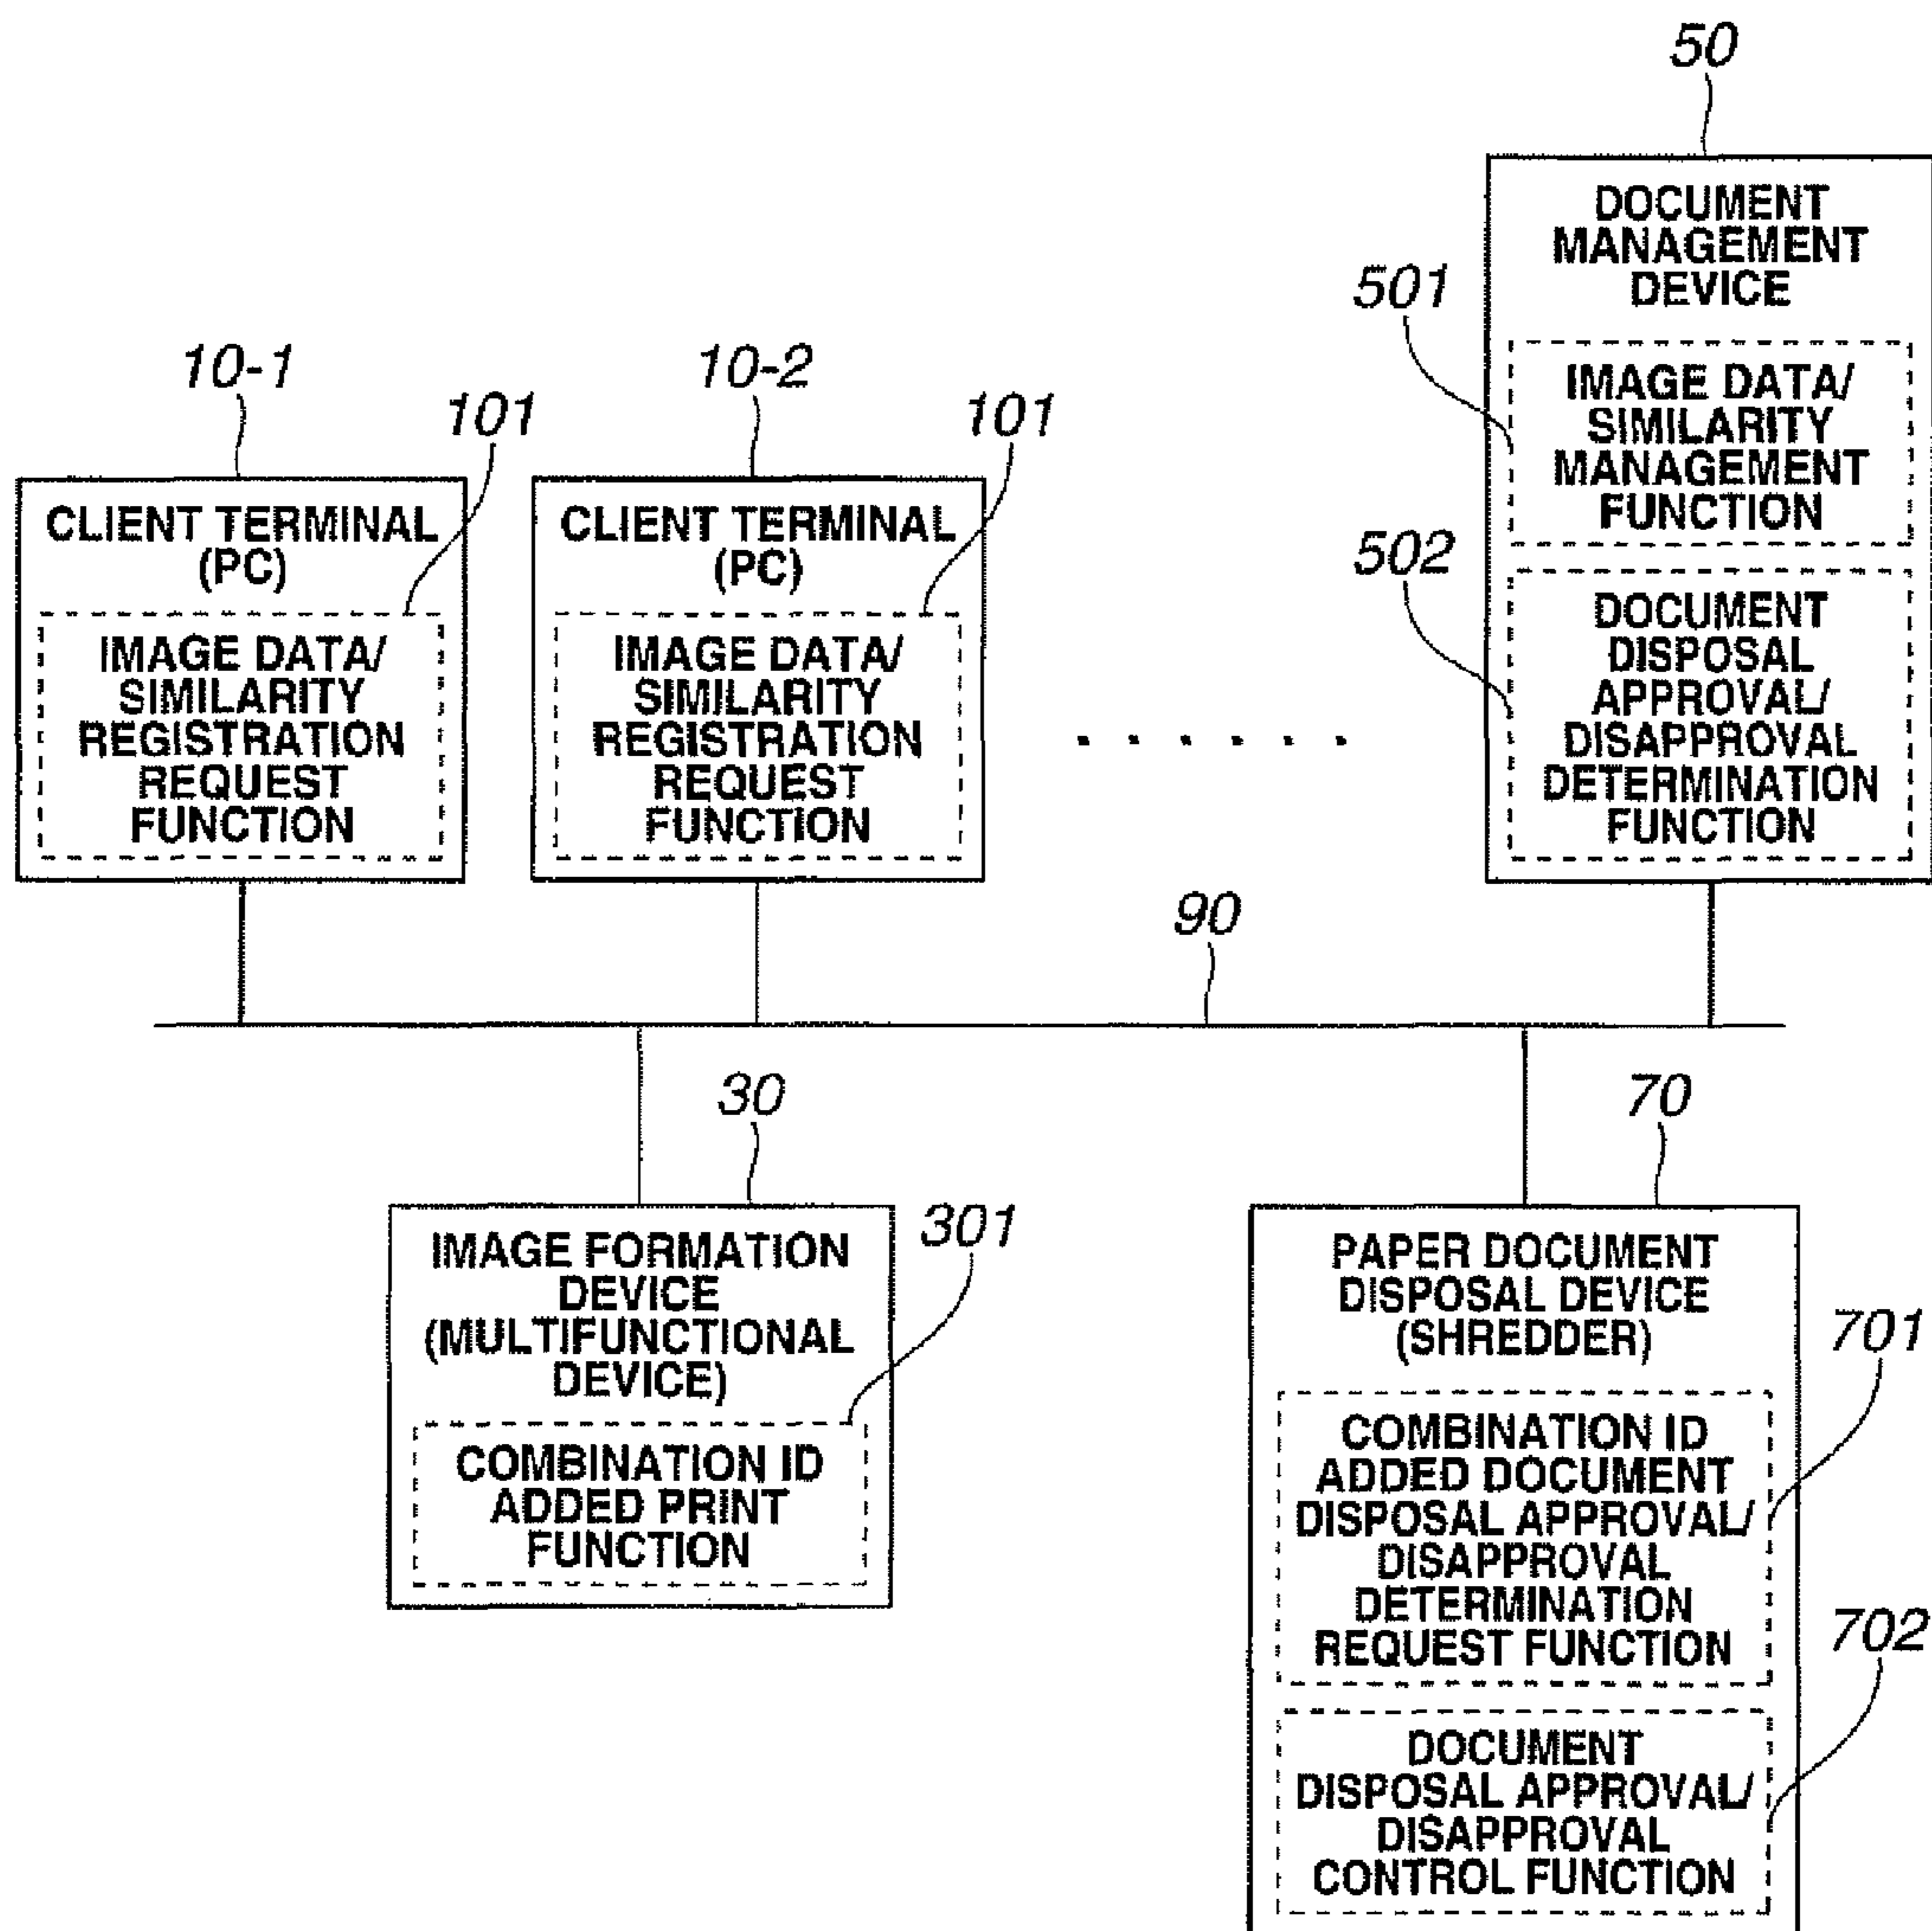 50
DOCUMENT
MANAGEMENT
DEVICE
501
IMAGE DATA/
SIMILARITY
MANAGEMENT
FUNCTION
502
DOCUMENT
DISPOSAL
APPROVAL/
DISAPPROVAL
DETERMINATION
FUNCTION
10-1
101
CLIENT TERMINAL
(PC)
IMAGE DATA/
SIMILARITY
REGISTRATION
REQUEST
FUNCTION
10-2
101
CLIENT TERMINAL
(PC)
IMAGE DATA/
SIMILARITY
REGISTRATION
REQUEST
FUNCTION
......
90
30
301
IMAGE FORMATION
DEVICE
(MULTIFUNCTIONAL
DEVICE)
COMBINATION ID
ADDED PRINT
FUNCTION
70
PAPER DOCUMENT
DISPOSAL DEVICE
(SHREDDER)
701
COMBINATION ID
ADDED DOCUMENT
DISPOSAL APPROVAL/
DISAPPROVAL
DETERMINATION
REQUEST FUNCTION
702
DOCUMENT
DISPOSAL APPROVAL/
DISAPPROVAL
CONTROL FUNCTION